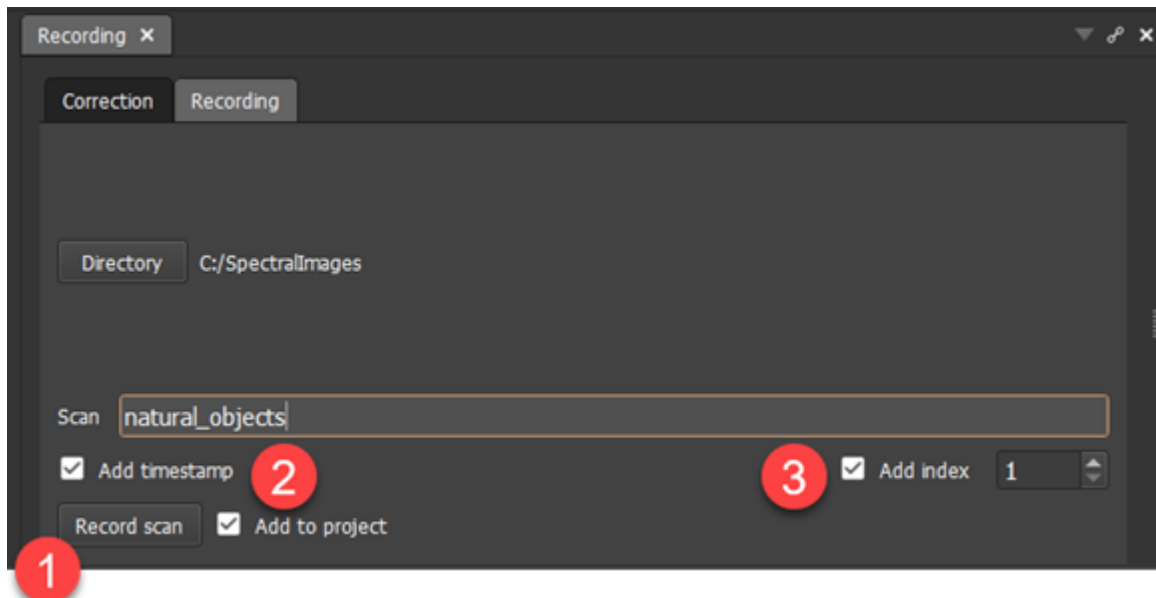 Recording
Correction Recording
Directory C:/SpectralImages
Scan natural_objects
Add timestamp 2 3 Add index 1
Record scan Add to project
1